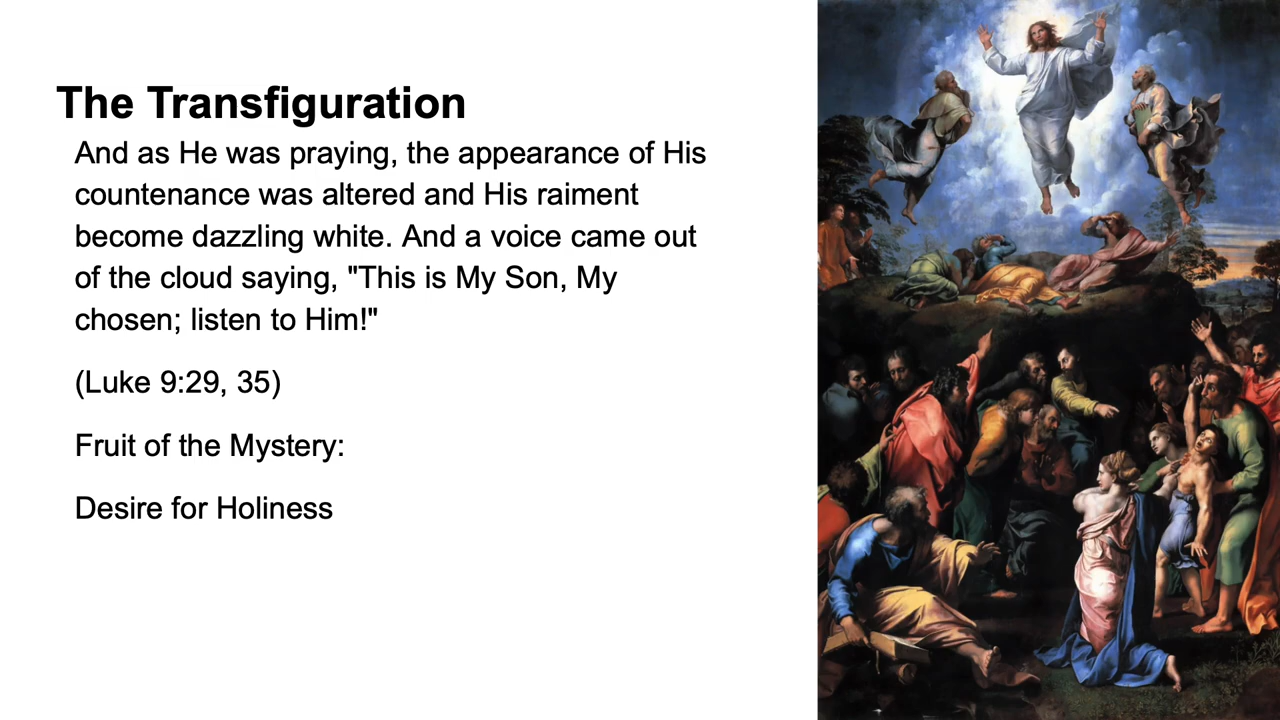 The Transfiguration
And as He was praying, the appearance of His
countenance was altered and His raiment
become dazzling white. And a voice came out
of the cloud saying, "This is My Son, My
chosen; listen to Him!"
(Luke 9:29, 35)
Fruit of the Mystery:
Desire for Holiness